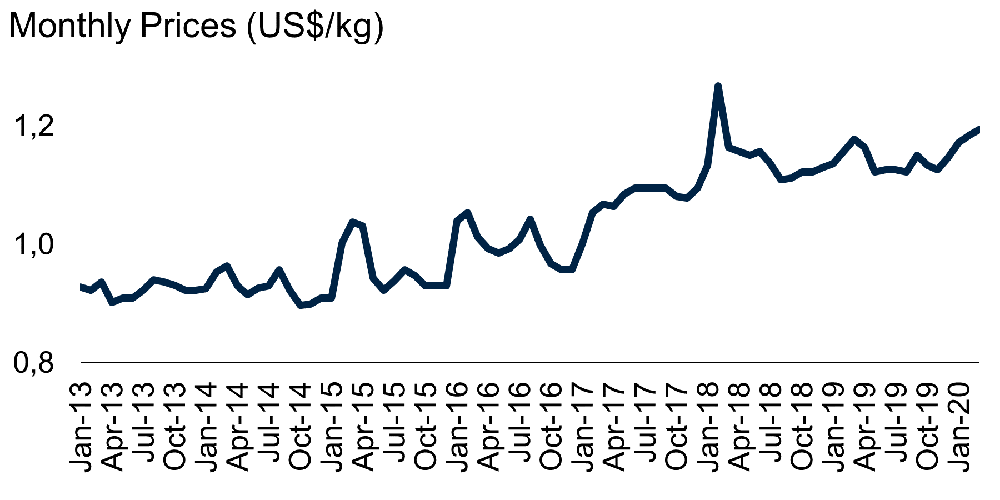 Monthly Prices (US$/kg)
1,2
1,0
0,8
Jan-13
Apr-13
Jul-13
Oct-13
Jan-14
Apr-14
Jul-14
Oct-14
Jan-15
Apr-15
Jul-15
Oct-15
Jan-16
Apr-16
Jul-16
Oct-16
Jan-17
Apr-17
Jul-17
Oct-17
Jan-18
Apr-18
Jul-18
Oct-18
Jan-19
Apr-19
Jul-19
Oct-19
Jan-20